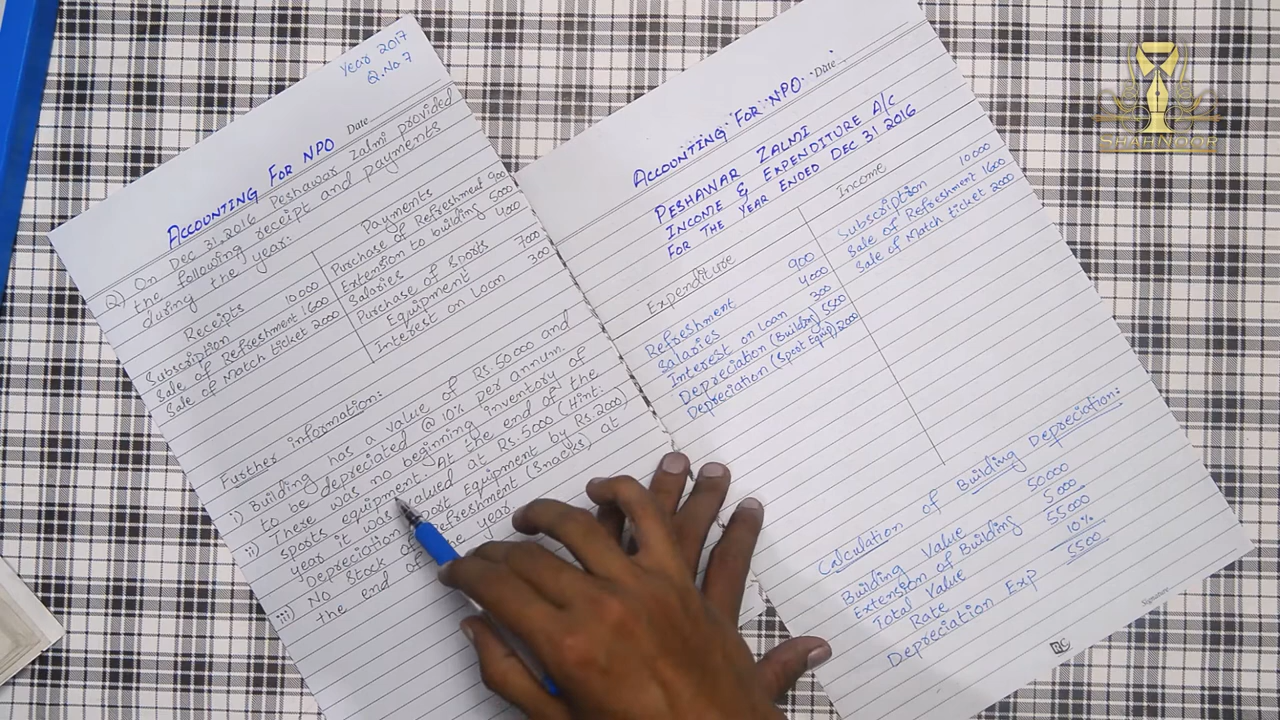 Year 2017
Q.No.7
Date
ACCOUNTING FOR NPO
Q) On Dec 31, 2016 Peshawar Zalmi provided
the following receipt and payments
during the year:
Receipts
Subscription 10000
Sale of Refreshment 1600
Sale of Match ticket 2000
Payments
Purchase of Refreshment 900
Extension to building 5000
Salaries 4000
Purchase of Sports
Equipment 7000
Interest on Loan 300
Further information:
i) Building has a value of RS 50000 and
to be depreciated @ 10% per annum.
ii) There was no beginning inventory of
sports equipment. At the end of the
year it was valued at RS. 5000 (Hint:
Depreciation Sport Equipment by RS. 2000)
iii) No Stock of Refreshment (Snacks) at
the end of the year
ACCOUNTING FOR NPO
Date
PESHAWAR ZALMI
INCOME & EXPENDITURE A/C
FOR THE YEAR ENDED DEC 31 2016
Expenditure
Refreshment 900
Salaries 4000
Interest on Loan 300
Depreciation (Building) 5500
Depreciation (Sport Equip) 2000
Income
Subscription 10000
Sale of Refreshment 1600
Sale of Match ticket 2000
Calculation of Building Depreciation:
Building Value 50000
Extension of Building 5000
Total Value 55000
Rate 10%
Depreciation Exp 5500
Signature
RC
SHAHNOOR